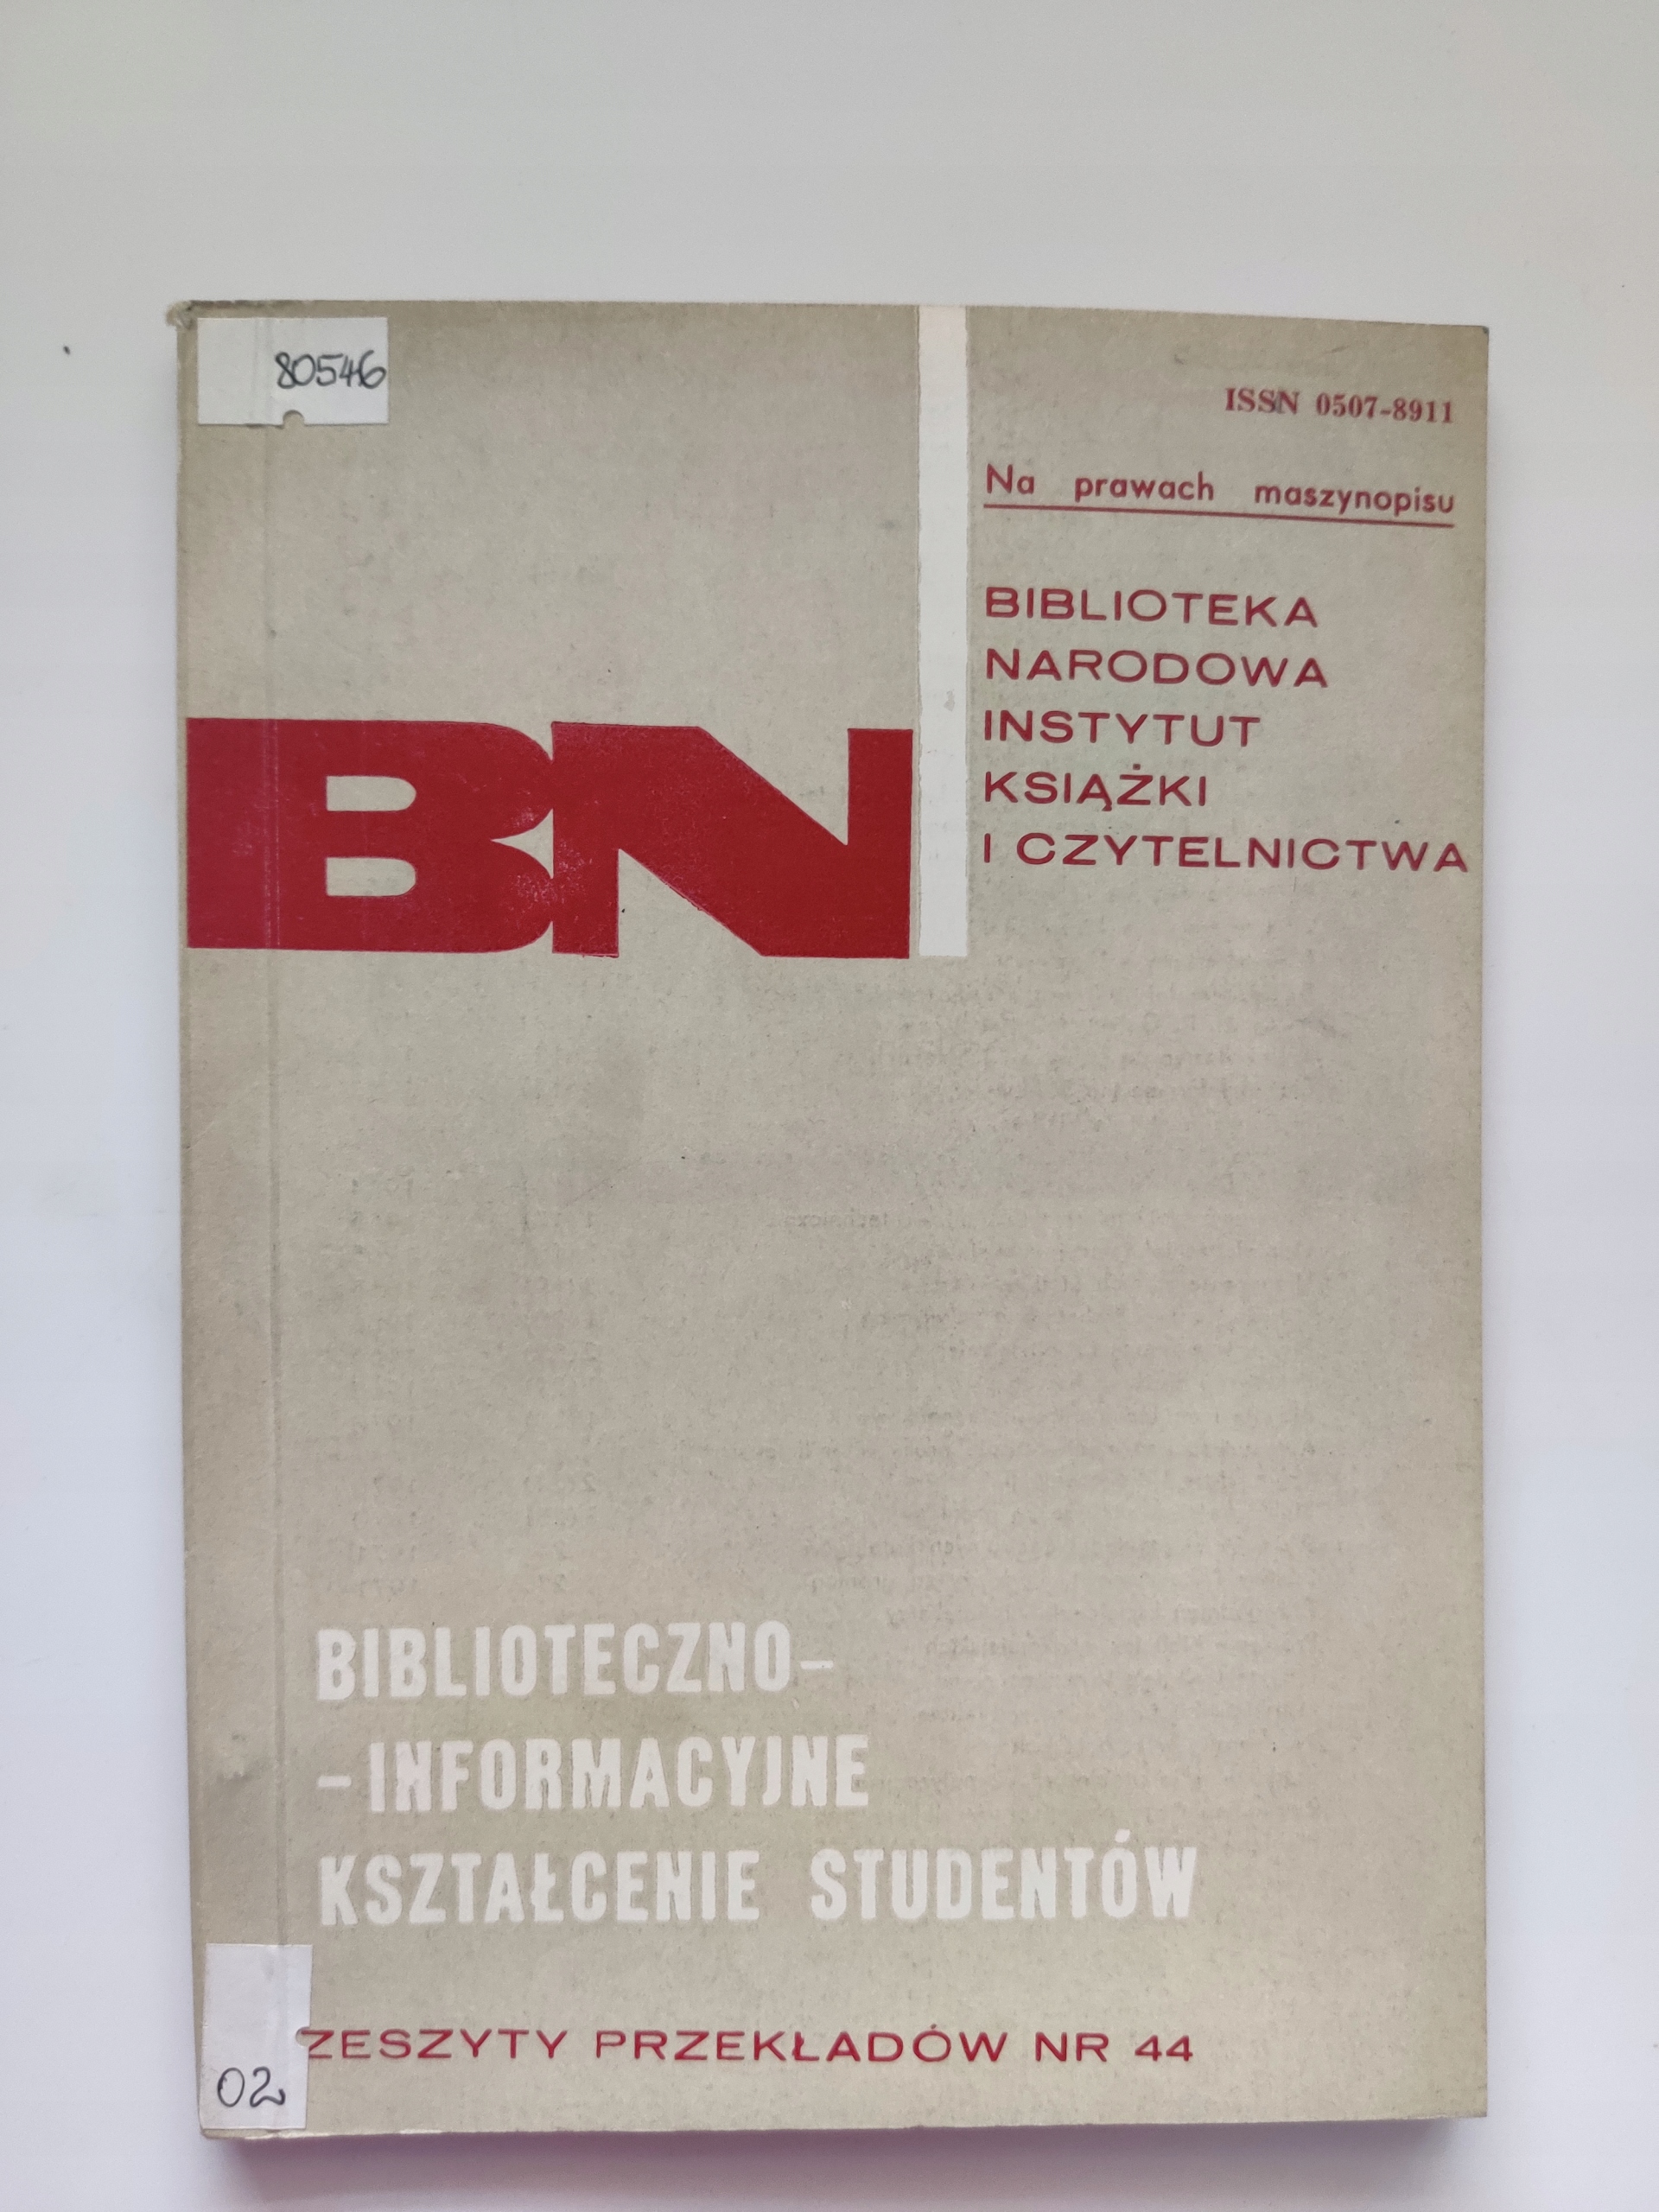 80546
ISSN 0507-8911
Na prawach maszynopisu
BIBLIOTEKA
NARODOWA
INSTYTUT
KSIĄŻKI
I CZYTELNICTWA
BN
BIBLIOTECZNO-
-INFORMACYJNE
KSZTAŁCENIE STUDENTÓW
ZESZYTY PRZEKŁADÓW NR 44
02